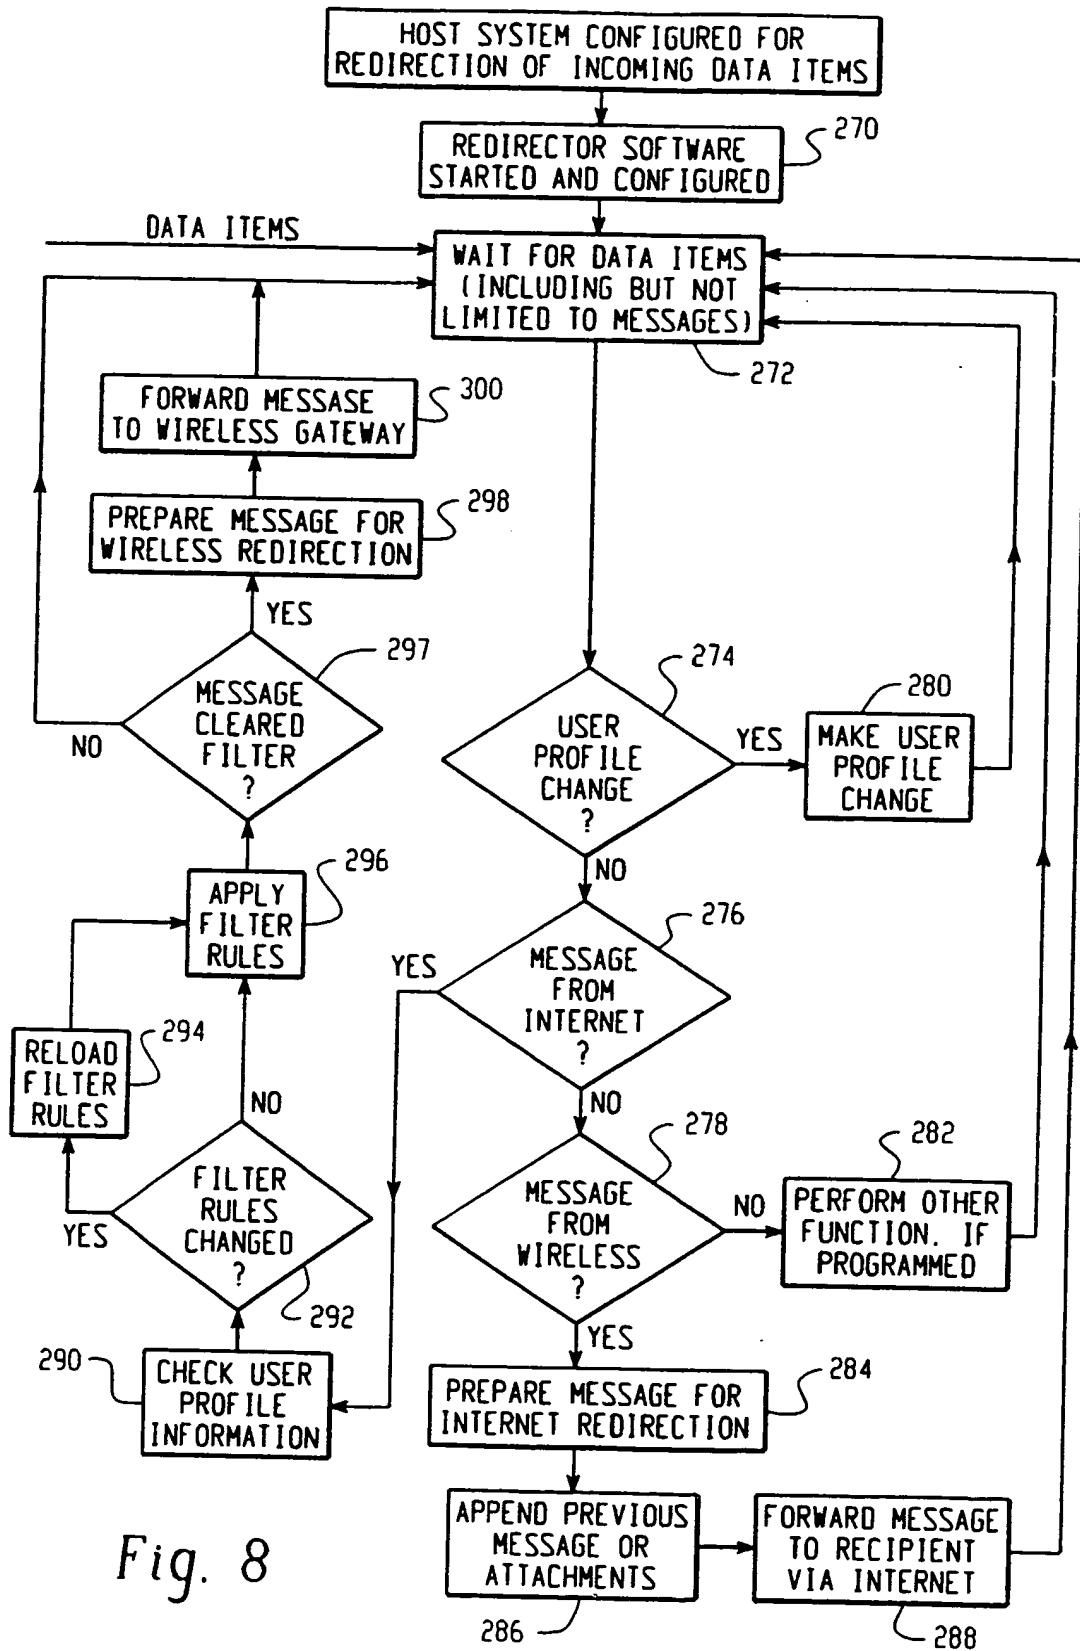 HOST SYSTEM CONFIGURED FOR
REDIRECTION OF INCOMING DATA ITEMS
270
REDIRECTOR SOFTWARE
STARTED AND CONFIGURED
DATA ITEMS
WAIT FOR DATA ITEMS
(INCLUDING BUT NOT
LIMITED TO MESSAGES)
272
300
FORWARD MESSASE
TO WIRELESS GATEWAY
298
PREPARE MESSAGE FOR
WIRELESS REDIRECTION
YES
297
MESSAGE
CLEARED
FILTER
?
NO
274
USER
PROFILE
CHANGE
?
YES
280
MAKE USER
PROFILE
CHANGE
NO
296
APPLY
FILTER
RULES
276
MESSAGE
FROM
INTERNET
?
YES
NO
294
RELOAD
FILTER
RULES
NO
FILTER
RULES
CHANGED
?
YES
292
278
MESSAGE
FROM
WIRELESS
?
NO
282
PERFORM OTHER
FUNCTION. IF
PROGRAMMED
YES
290
CHECK USER
PROFILE
INFORMATION
284
PREPARE MESSAGE FOR
INTERNET REDIRECTION
APPEND PREVIOUS
MESSAGE OR
ATTACHMENTS
286
FORWARD MESSAGE
TO RECIPIENT
VIA INTERNET
288
Fig. 8